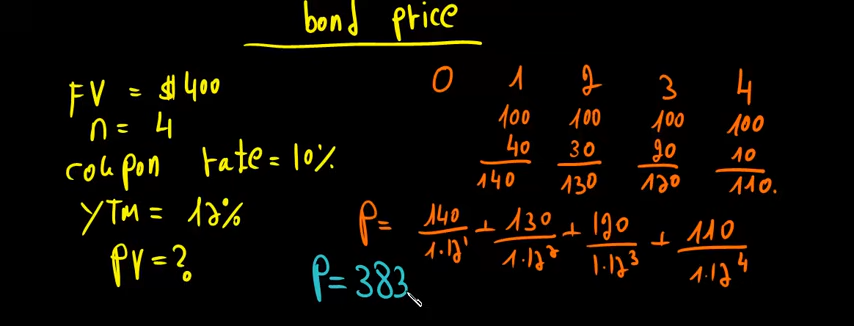 bond price
FV = $400
n = 4
coupon rate = 10%
YTM = 12%
PV = ?
0 1 2 3 4
100 100 100 100
40 30 20 10
140 130 120 110.
P = 140/1.12¹ + 130/1.12² + 120/1.12³ + 110/1.12⁴
P = 383